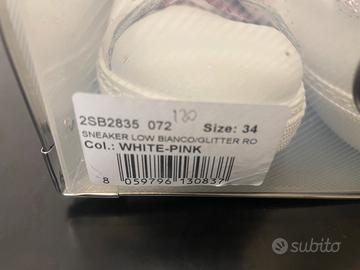 130
2SB2835 072 Size: 34
SNEAKER LOW BIANCO/GLITTER RO
Col.: WHITE-PINK
8 059796 130837
subito